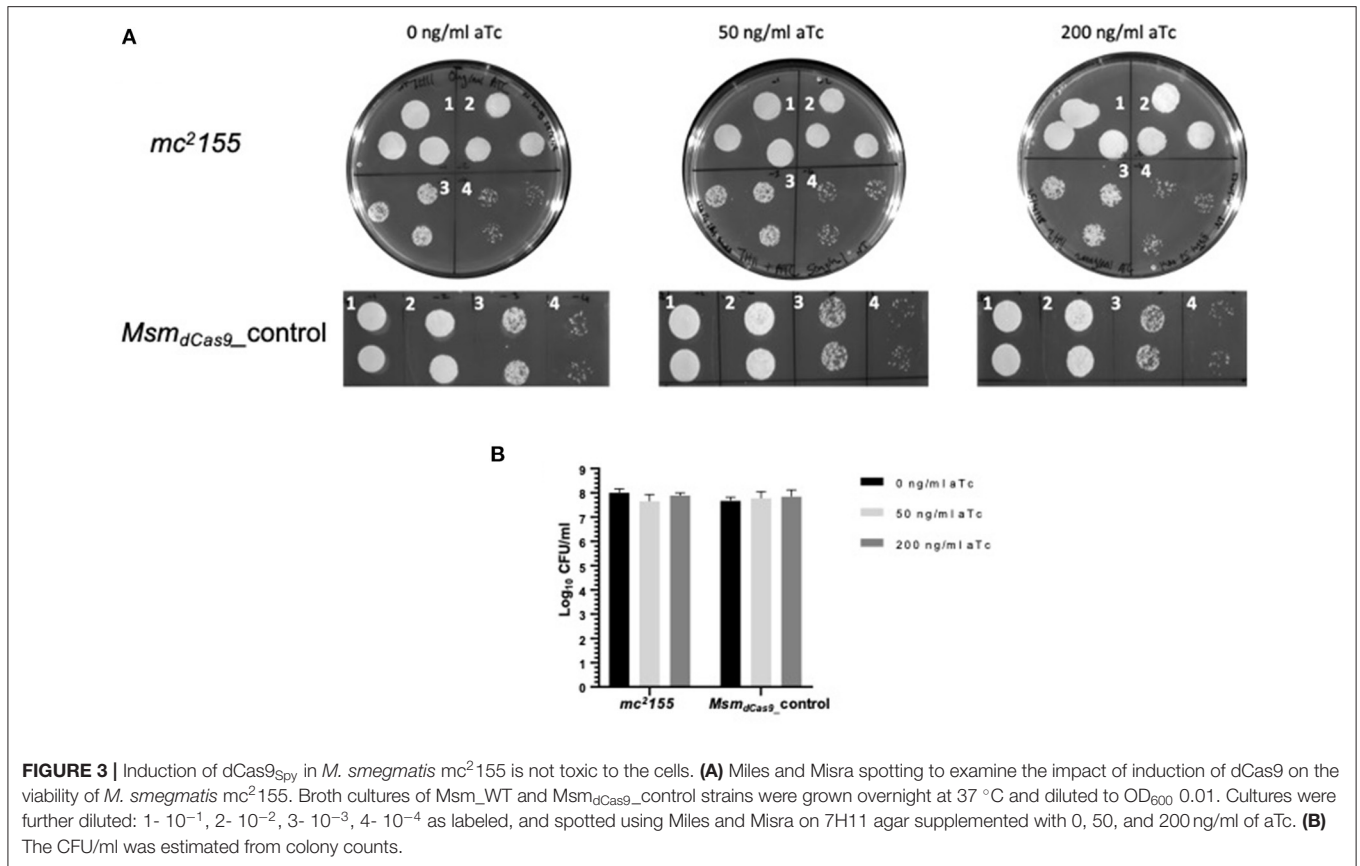 A
0 ng/ml aTc
50 ng/ml aTc
200 ng/ml aTc
mc²155
1 2
3 4
1 2
3 4
1 2
3 4
Msm_dCas9_control
1 2 3 4
1 2 3 4
1 2 3 4
B
Log₁₀ CFU/ml
9
8
7
6
5
4
3
2
1
0
mc²155
Msm_dCas9_control
0 ng/ml aTc
50 ng/ml aTc
200 ng/ml aTc
FIGURE 3 | Induction of dCas9Spy in M. smegmatis mc²155 is not toxic to the cells. (A) Miles and Misra spotting to examine the impact of induction of dCas9 on the
viability of M. smegmatis mc²155. Broth cultures of Msm_WT and MsmdCas9_control strains were grown overnight at 37 °C and diluted to OD₆₀₀ 0.01. Cultures were
further diluted: 1- 10⁻¹, 2- 10⁻², 3- 10⁻³, 4- 10⁻⁴ as labeled, and spotted using Miles and Misra on 7H11 agar supplemented with 0, 50, and 200 ng/ml of aTc. (B)
The CFU/ml was estimated from colony counts.